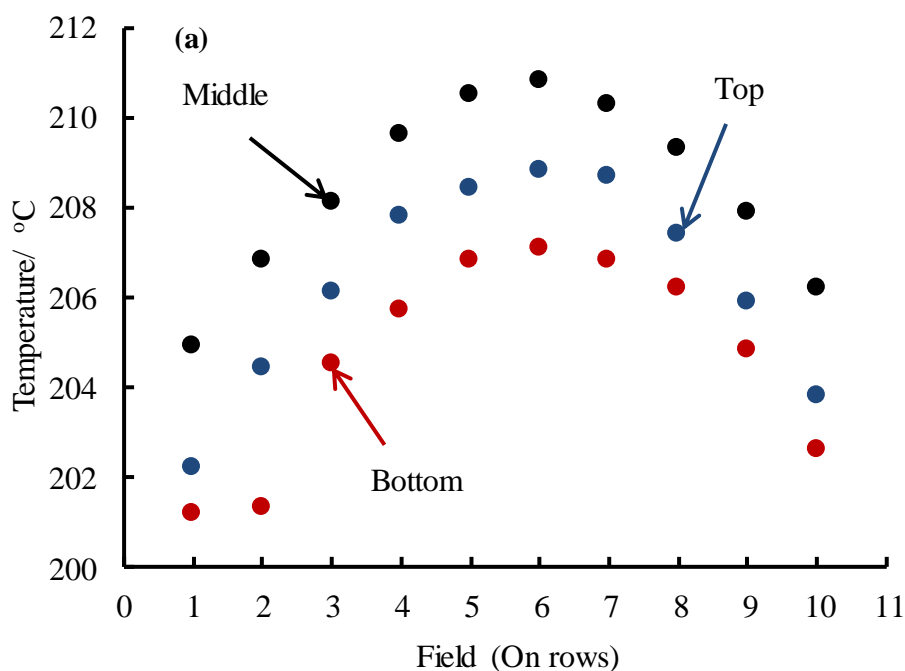 (a)
212
210
208
206
204
202
200
Temperature/ °C
Middle
Top
Bottom
0 1 2 3 4 5 6 7 8 9 10 11
Field (On rows)